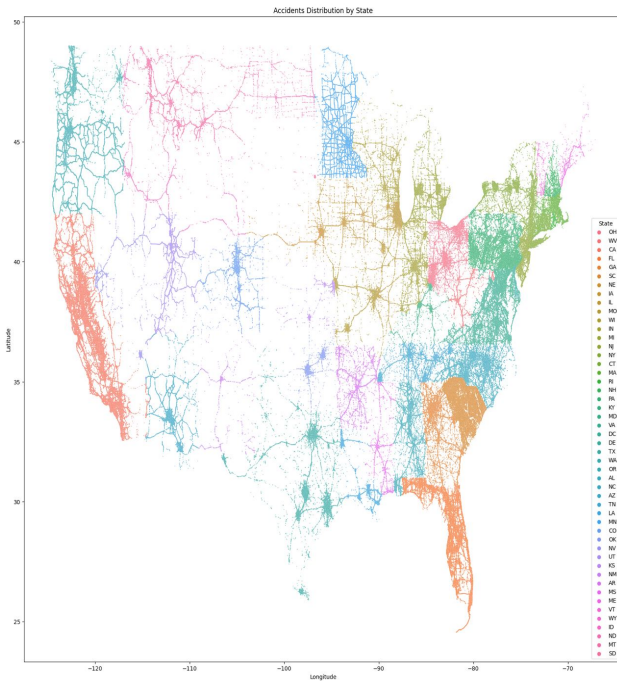 Accidents Distribution by State
50
45
40
35
30
25
Latitude
−120
−110
−100
−90
−80
−70
Longitude
State
OH
WV
CA
FL
GA
SC
NE
IA
IL
MO
WI
IN
MI
NJ
NY
CT
MA
RI
NH
PA
KY
MD
VA
DC
DE
TX
WA
OR
AL
NC
AZ
TN
LA
MN
CO
OK
NV
UT
KS
NM
AR
MS
ME
VT
WY
ID
ND
MT
SD